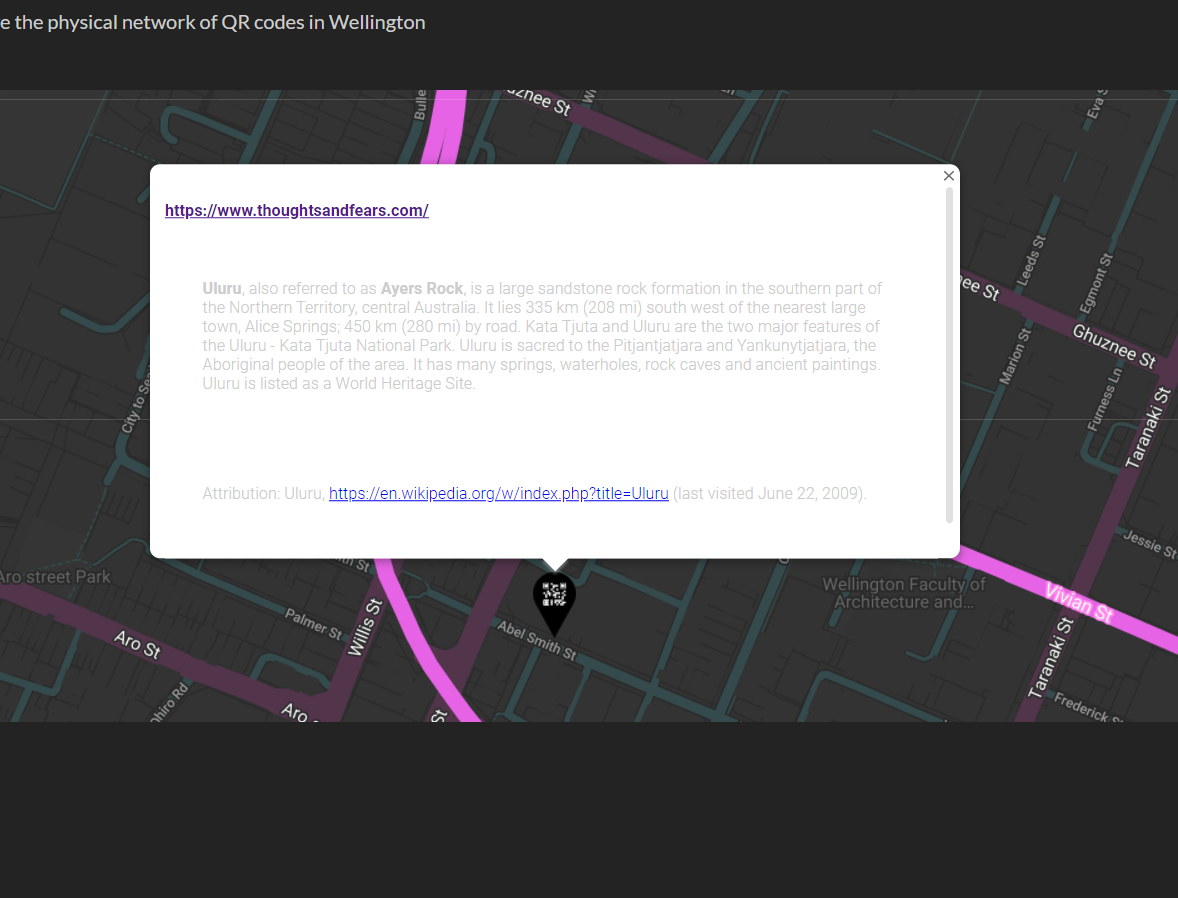 e the physical network of QR codes in Wellington
uznee St
Eva S
https://www.thoughtsandfears.com/
Uluru, also referred to as Ayers Rock, is a large sandstone rock formation in the southern part of
the Northern Territory, central Australia. It lies 335 km (208 mi) south west of the nearest large
town, Alice Springs; 450 km (280 mi) by road. Kata Tjuta and Uluru are the two major features of
the Uluru - Kata Tjuta National Park. Uluru is sacred to the Pitjantjatjara and Yankunytjatjara, the
Aboriginal people of the area. It has many springs, waterholes, rock caves and ancient paintings.
Uluru is listed as a World Heritage Site.
Attribution: Uluru, https://en.wikipedia.org/w/index.php?title=Uluru (last visited June 22, 2009).
Leeds St
Egmont St
nee St
Ghuznee St
Marion St
Furness Ln
City to Sea
Taranaki St
Jessie St
Aro street Park
Wellington Faculty of
Architecture and...
Vivian St
Palmer St
Willis St
Abel Smith St
Aro St
Taranaki St
ohiro Rd
Aro
St
Frederick S